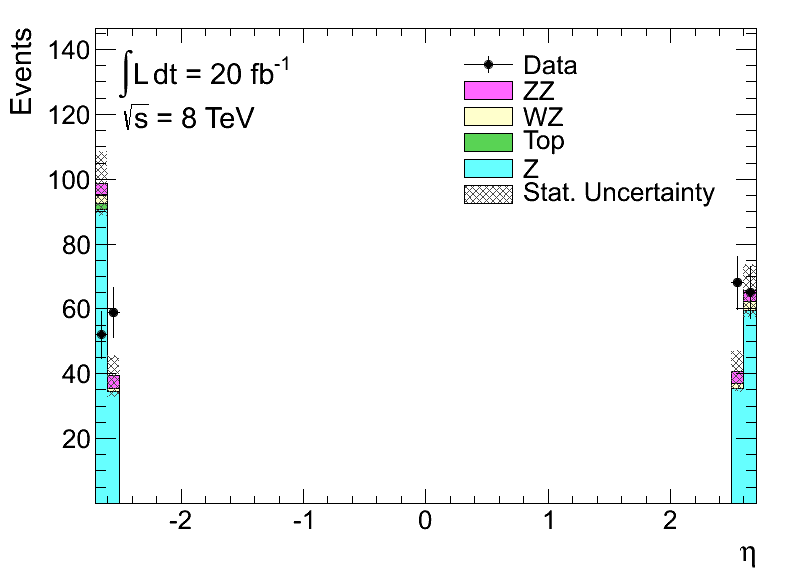 Events
140
120
100
80
60
40
20
∫L dt = 20 fb⁻¹
√s = 8 TeV
Data
ZZ
WZ
Top
Z
Stat. Uncertainty
-2 -1 0 1 2
η